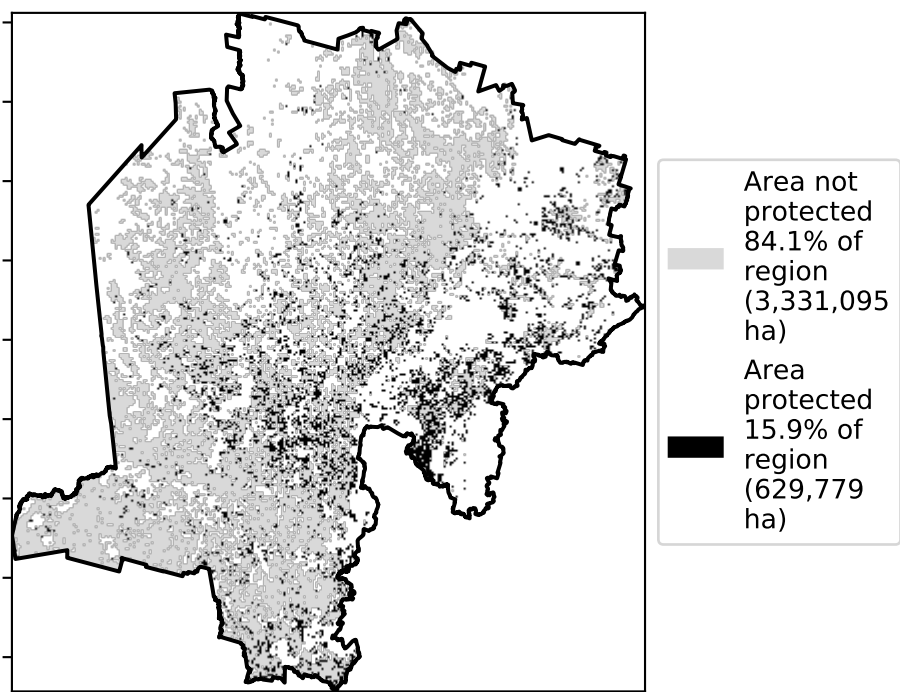 Area not
protected
84.1% of
region
(3,331,095
ha)
Area
protected
15.9% of
region
(629,779
ha)